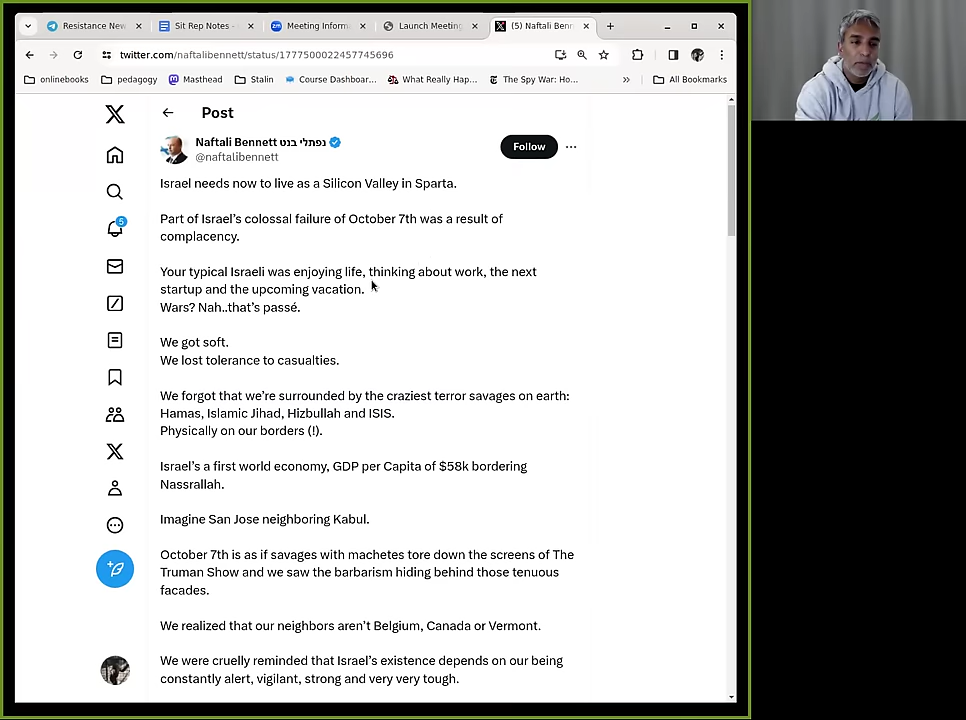 Resistance New
Sit Rep Notes -
Meeting Inform
Launch Meeting
(5) Naftali Benn
twitter.com/naftalibennett/status/1777500022457745696
onlinebooks
pedagogy
Masthead
Stalin
Course Dashboar...
What Really Hap...
The Spy War: Ho...
»
All Bookmarks
Post
Naftali Bennett נפתלי בנט
@naftalibennett
Follow
5
Israel needs now to live as a Silicon Valley in Sparta.
Part of Israel’s colossal failure of October 7th was a result of
complacency.
Your typical Israeli was enjoying life, thinking about work, the next
startup and the upcoming vacation.
Wars? Nah..that’s passé.
We got soft.
We lost tolerance to casualties.
We forgot that we’re surrounded by the craziest terror savages on earth:
Hamas, Islamic Jihad, Hizbullah and ISIS.
Physically on our borders (!).
Israel’s a first world economy, GDP per Capita of $58k bordering
Nassrallah.
Imagine San Jose neighboring Kabul.
October 7th is as if savages with machetes tore down the screens of The
Truman Show and we saw the barbarism hiding behind those tenuous
facades.
We realized that our neighbors aren’t Belgium, Canada or Vermont.
We were cruelly reminded that Israel’s existence depends on our being
constantly alert, vigilant, strong and very very tough.